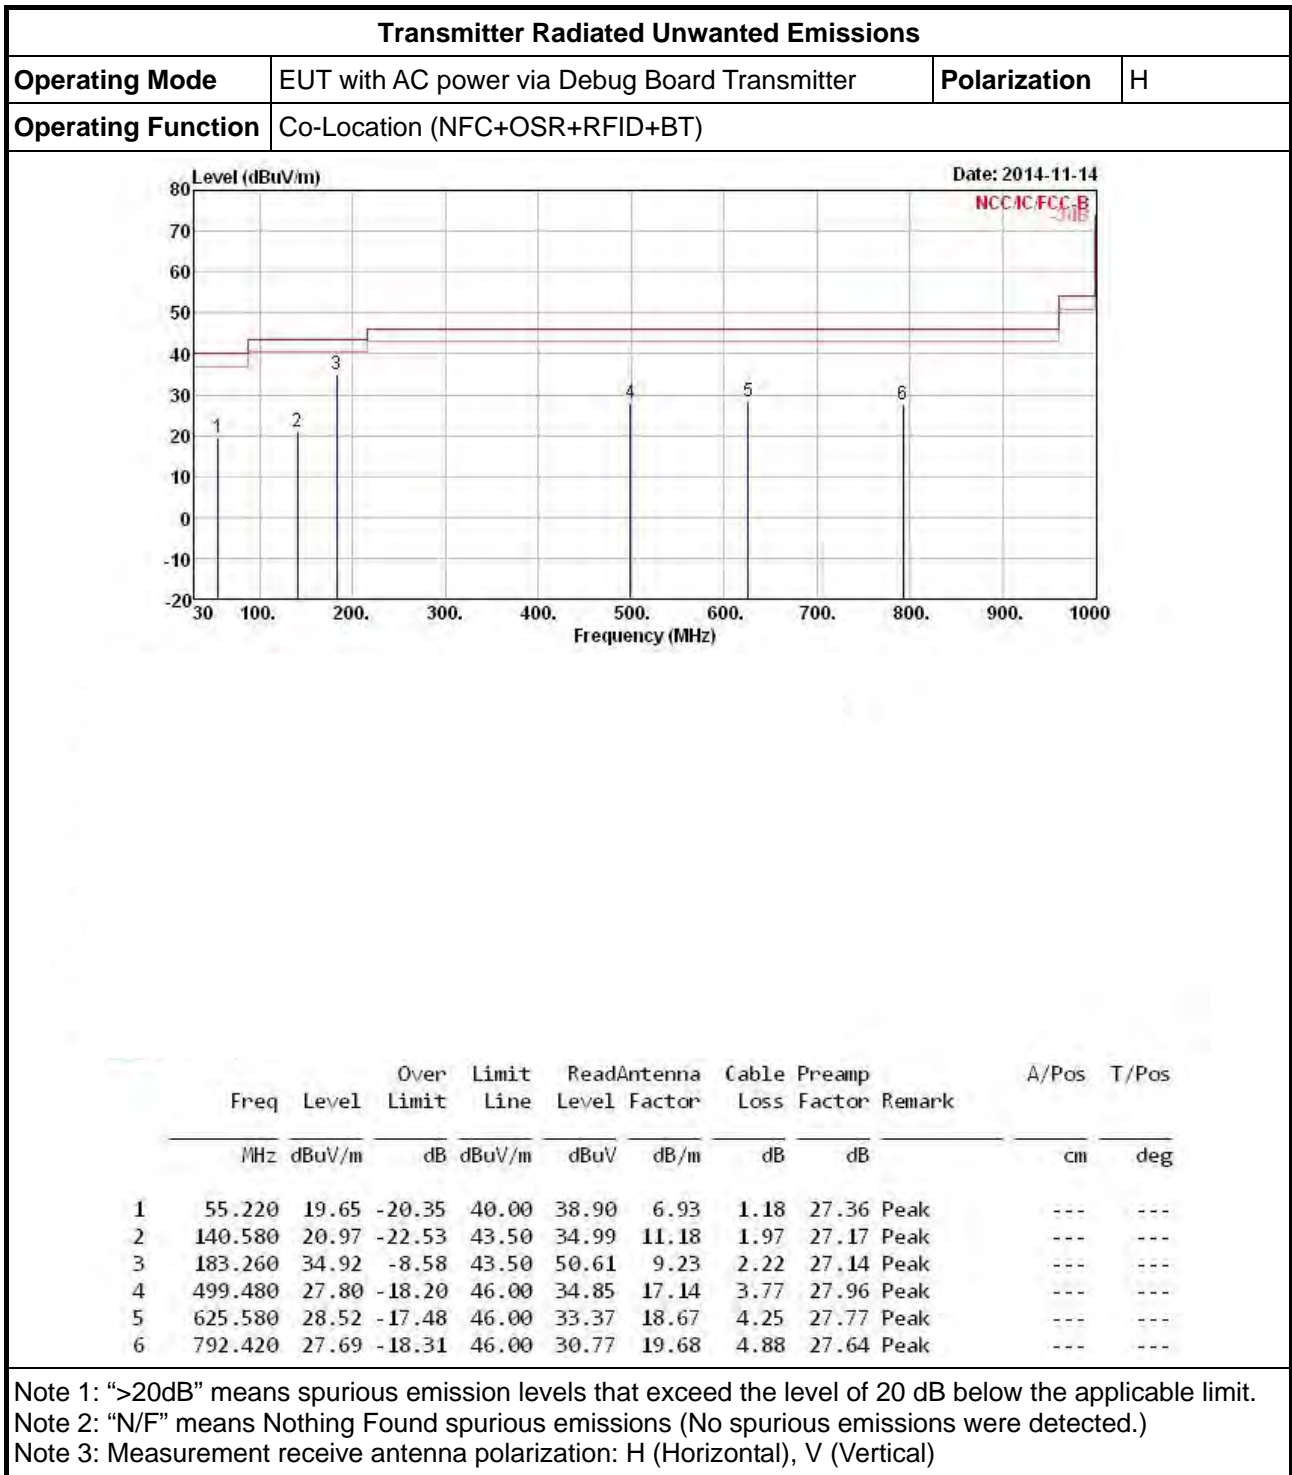 Transmitter Radiated Unwanted Emissions
Operating Mode EUT with AC power via Debug Board Transmitter Polarization H
Operating Function Co-Location (NFC+OSR+RFID+BT)
Level (dBuV/m) Date: 2014-11-14
80
NCC/IC/FCC-B
-3dB
70
60
50
40
30
20
10
0
-10
-20
1 2 3 4 5 6
30 100. 200. 300. 400. 500. 600. 700. 800. 900. 1000
Frequency (MHz)
Over Limit ReadAntenna Cable Preamp A/Pos T/Pos
Freq Level Limit Line Level Factor Loss Factor Remark
MHz dBuV/m dB dBuV/m dBuV dB/m dB dB cm deg
1 55.220 19.65 -20.35 40.00 38.90 6.93 1.18 27.36 Peak --- ---
2 140.580 20.97 -22.53 43.50 34.99 11.18 1.97 27.17 Peak --- ---
3 183.260 34.92 -8.58 43.50 50.61 9.23 2.22 27.14 Peak --- ---
4 499.480 27.80 -18.20 46.00 34.85 17.14 3.77 27.96 Peak --- ---
5 625.580 28.52 -17.48 46.00 33.37 18.67 4.25 27.77 Peak --- ---
6 792.420 27.69 -18.31 46.00 30.77 19.68 4.88 27.64 Peak --- ---
Note 1: “>20dB” means spurious emission levels that exceed the level of 20 dB below the applicable limit.
Note 2: “N/F” means Nothing Found spurious emissions (No spurious emissions were detected.)
Note 3: Measurement receive antenna polarization: H (Horizontal), V (Vertical)